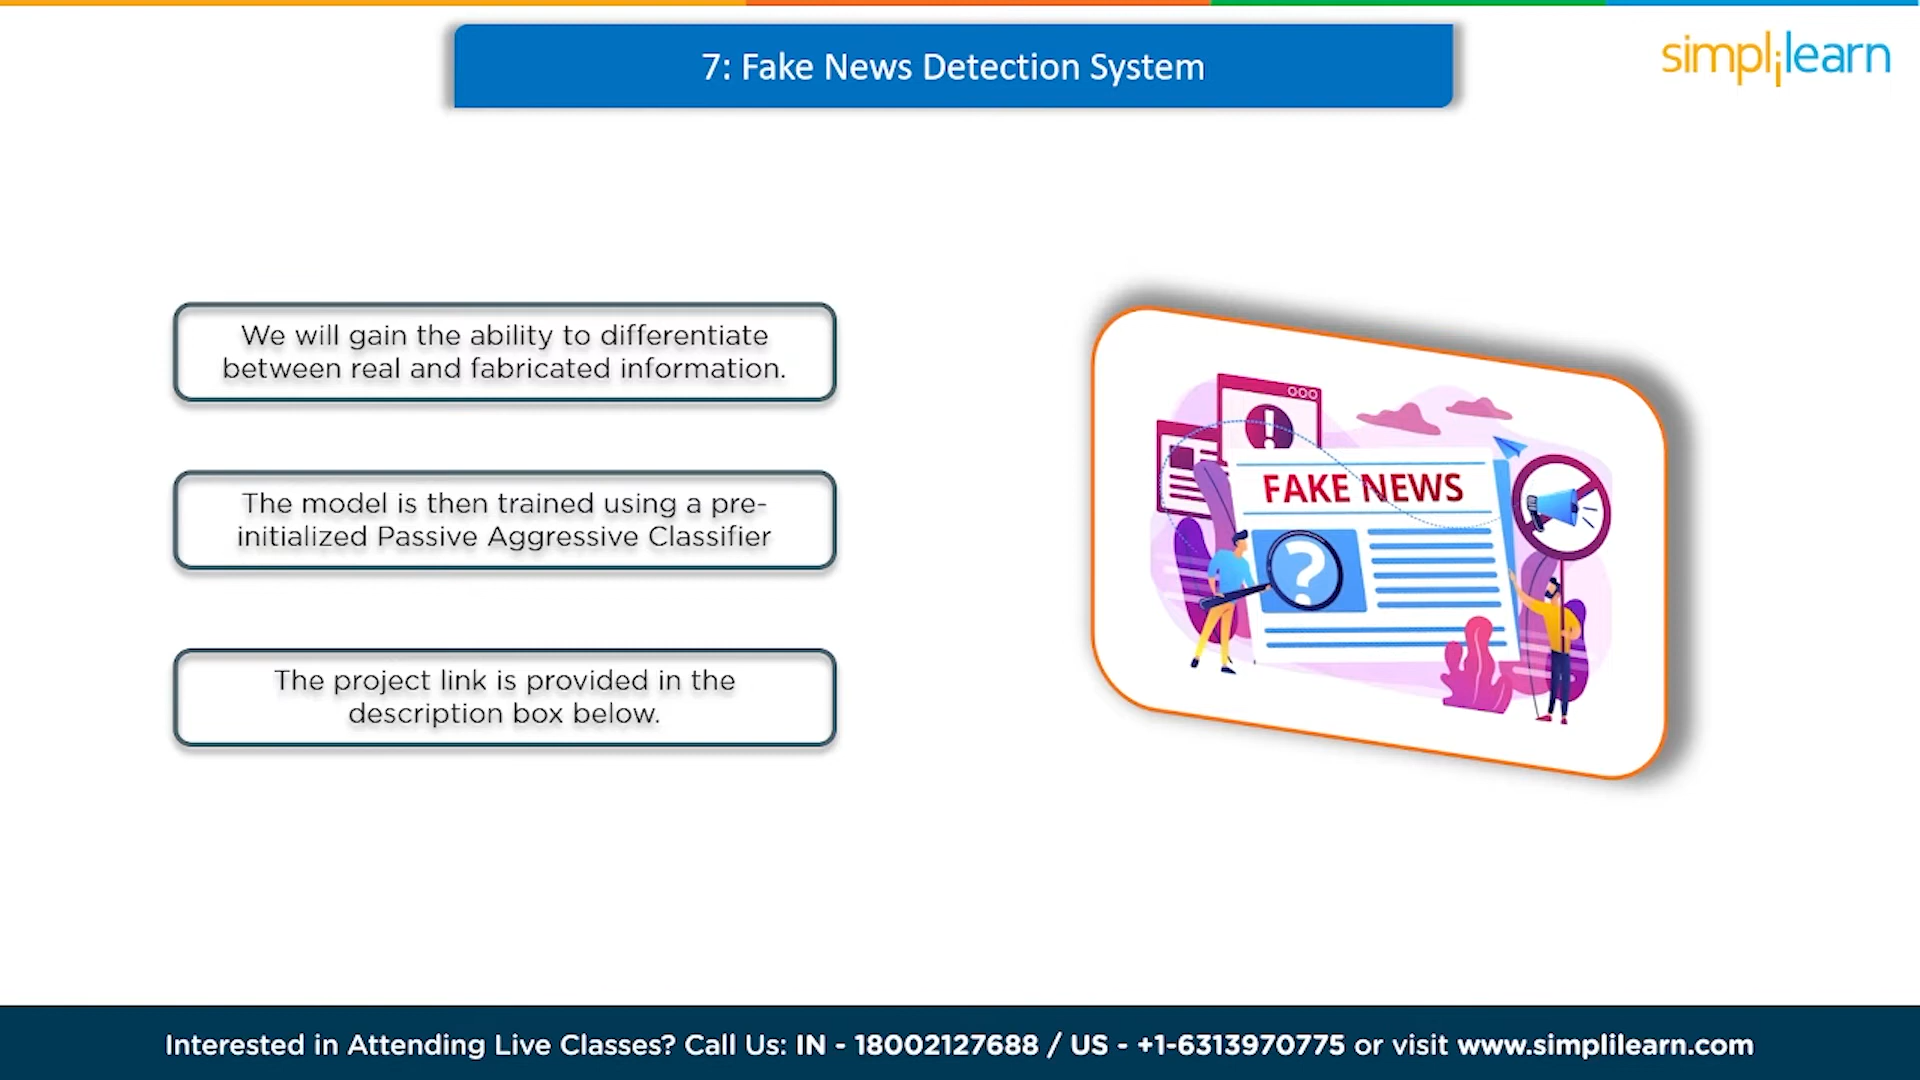 7: Fake News Detection System
simplilearn
We will gain the ability to differentiate
between real and fabricated information.
The model is then trained using a pre-
initialized Passive Aggressive Classifier
The project link is provided in the
description box below.
FAKE NEWS
?
!
Interested in Attending Live Classes? Call Us: IN - 18002127688 / US - +1-6313970775 or visit www.simplilearn.com